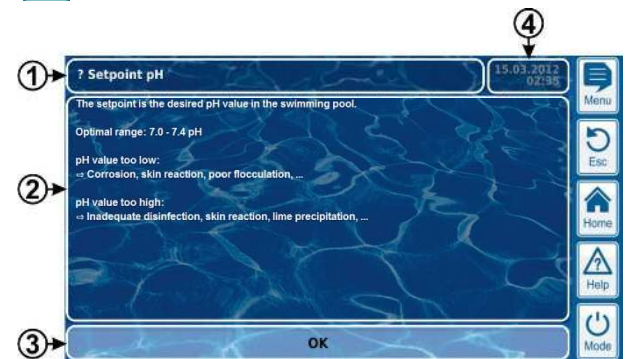 4
1
? Setpoint pH
15.03.2012
02:35
Menu
2
The setpoint is the desired pH value in the swimming pool.
Optimal range: 7.0 - 7.4 pH
pH value too low:
⇨ Corrosion, skin reaction, poor flocculation, ...
pH value too high:
⇨ Inadequate disinfection, skin reaction, lime precipitation, ...
Esc
Home
Help
3
OK
Mode